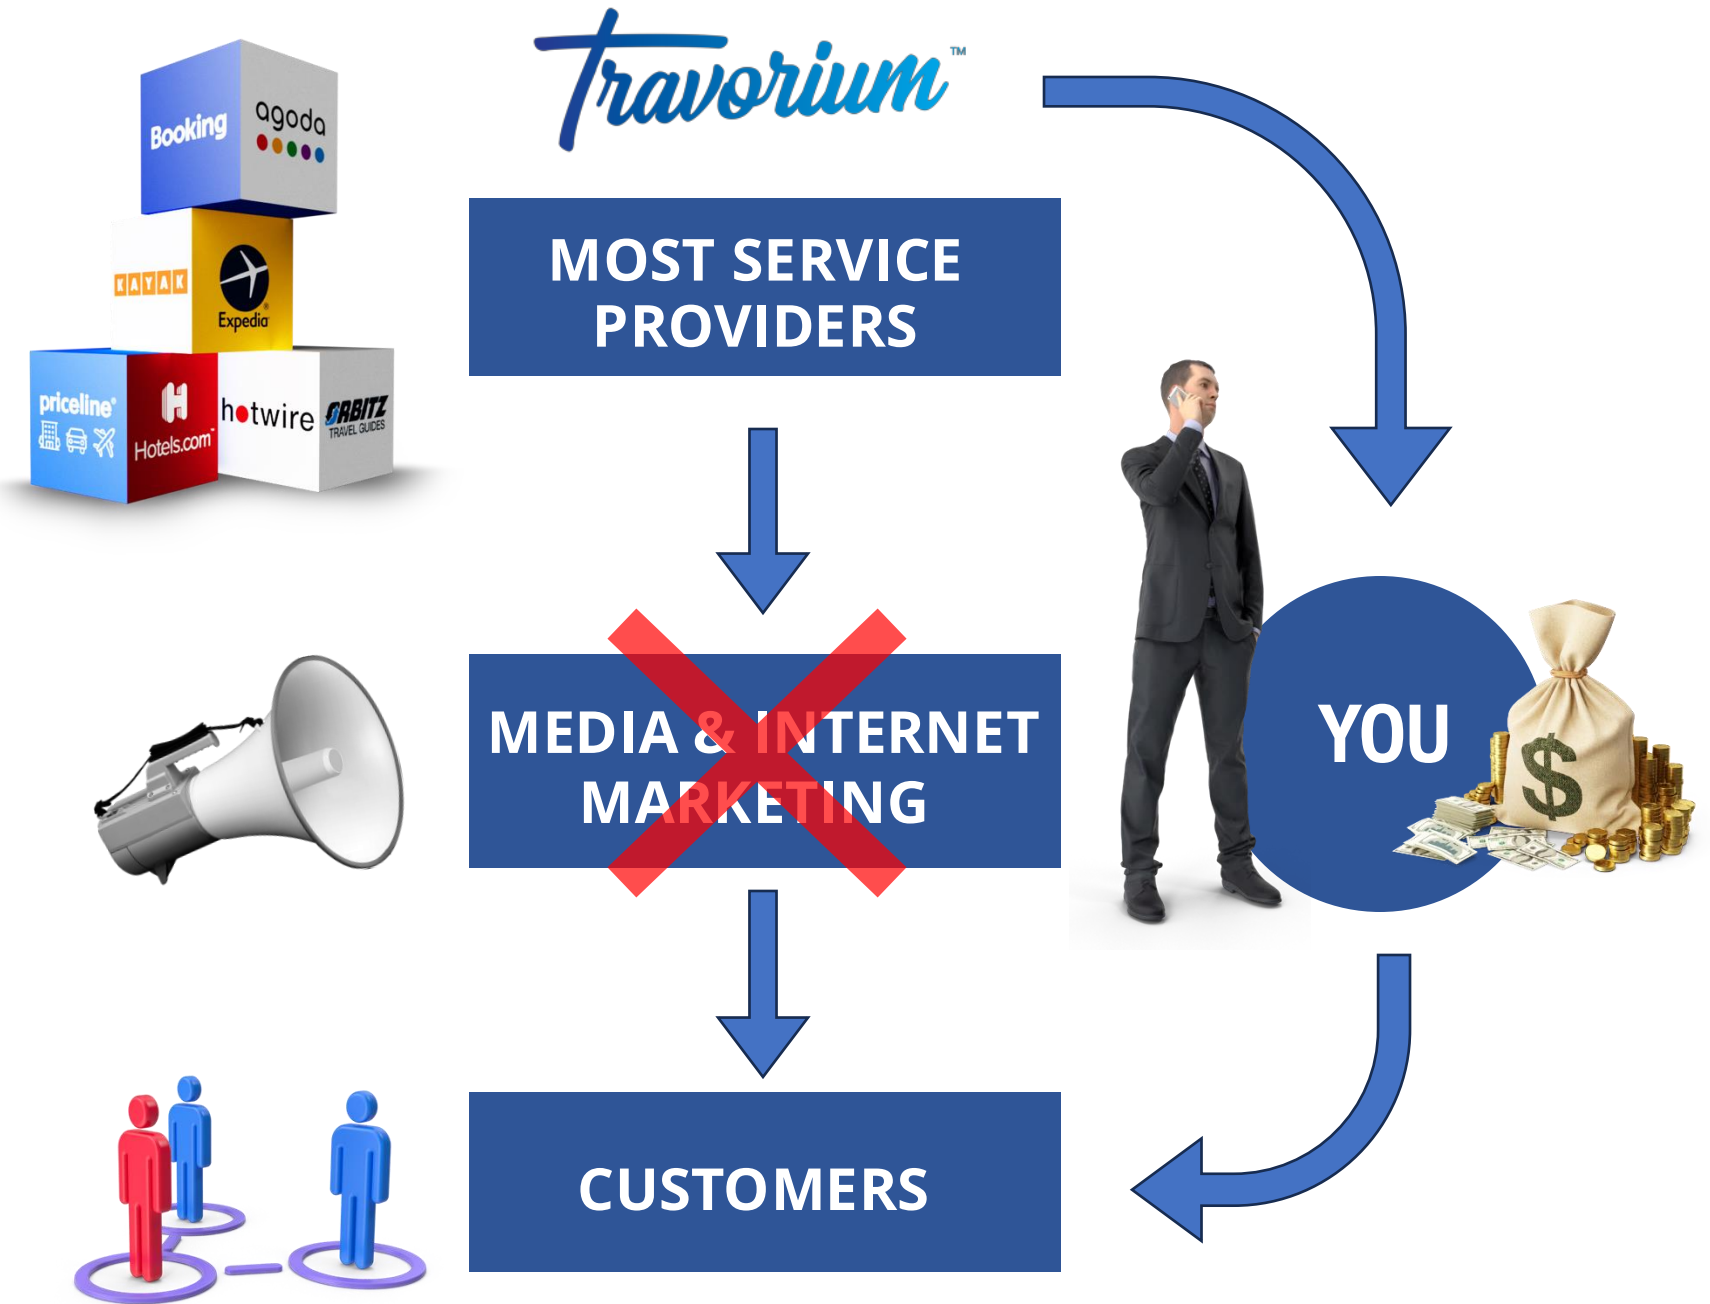 Travorium™
Booking
agoda
KAYAK
Expedia®
priceline®
Hotels.com™
hotwire
ORBITZ
TRAVEL GUIDES
MOST SERVICE
PROVIDERS
MEDIA & INTERNET
MARKETING
YOU
$
CUSTOMERS